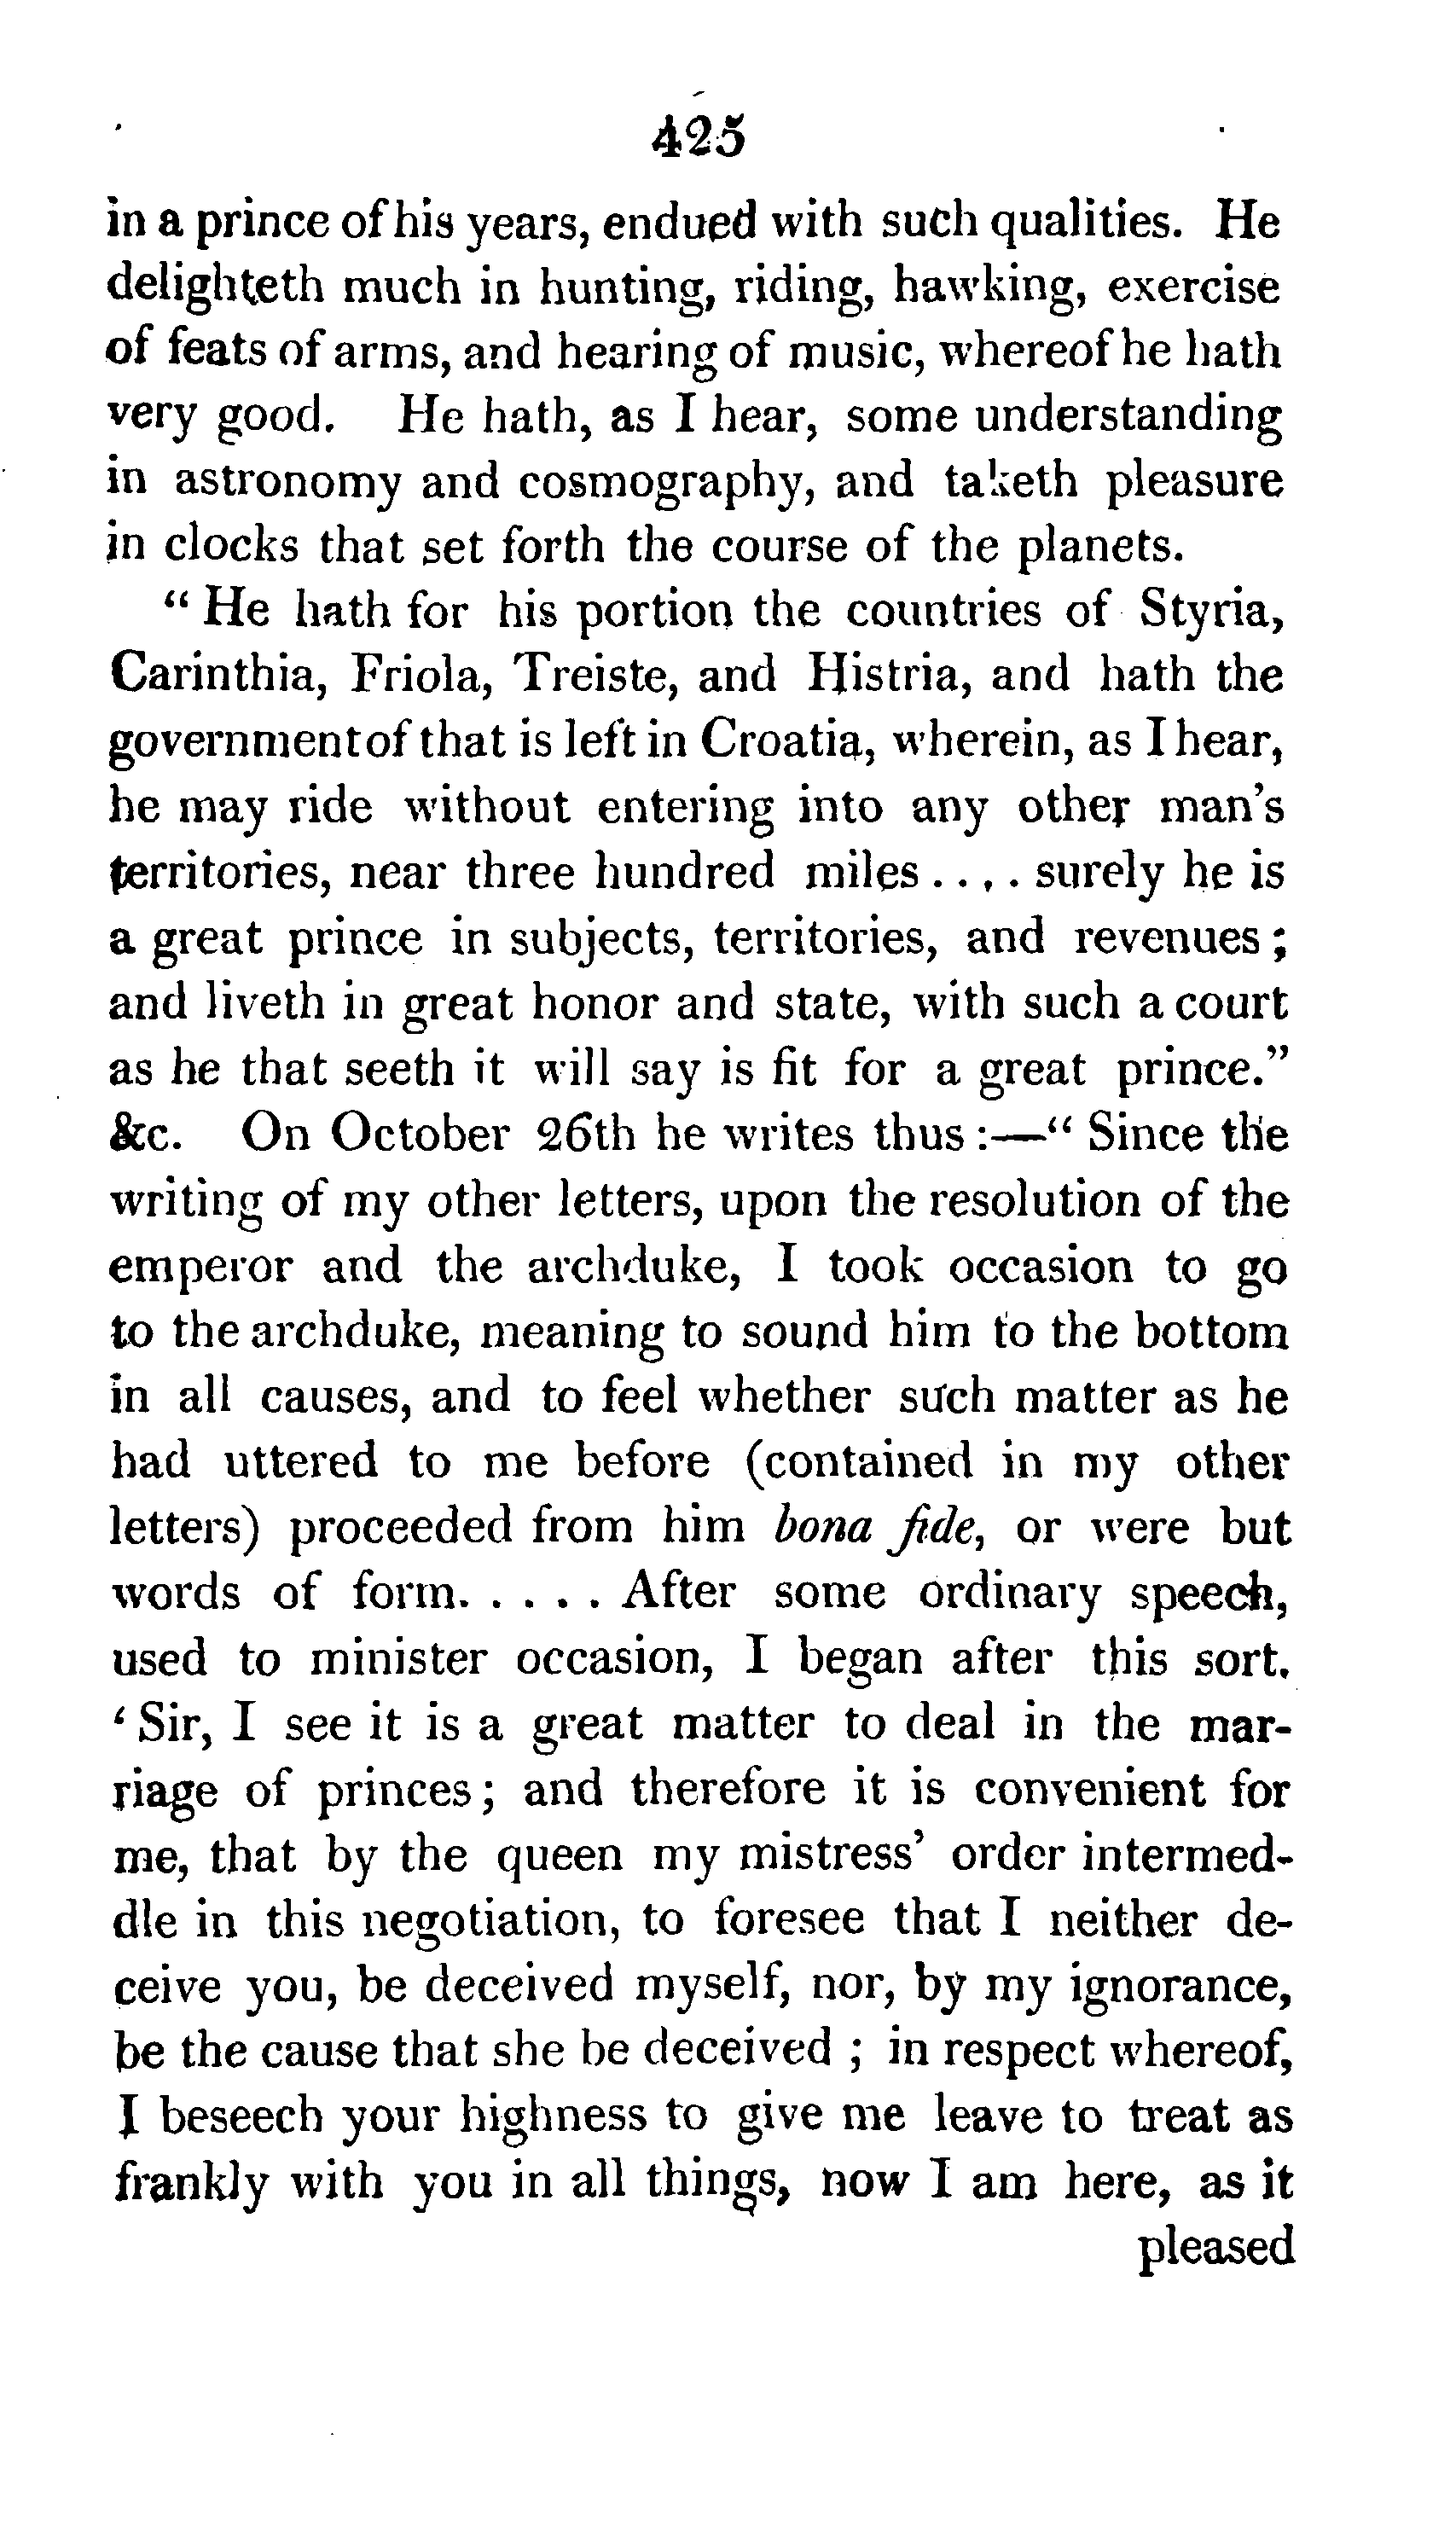 425
in a prince of his years, endued with such qualities. He
delighteth much in hunting, riding, hawking, exercise
of feats of arms, and hearing of music, whereof he hath
very good. He hath, as I hear, some understanding
in astronomy and cosmography, and taketh pleasure
in clocks that set forth the course of the planets.
“ He hath for his portion the countries of Styria,
Carinthia, Friola, Treiste, and Histria, and hath the
government of that is left in Croatia, wherein, as I hear,
he may ride without entering into any other man's
territories, near three hundred miles .... surely he is
a great prince in subjects, territories, and revenues ;
and liveth in great honor and state, with such a court
as he that seeth it will say is fit for a great prince.”
&c. On October 26th he writes thus :—“ Since the
writing of my other letters, upon the resolution of the
emperor and the archduke, I took occasion to go
to the archduke, meaning to sound him to the bottom
in all causes, and to feel whether such matter as he
had uttered to me before (contained in my other
letters) proceeded from him bona fide, or were but
words of form. . . . . After some ordinary speech,
used to minister occasion, I began after this sort.
‘ Sir, I see it is a great matter to deal in the mar-
riage of princes ; and therefore it is convenient for
me, that by the queen my mistress’ order intermed-
dle in this negotiation, to foresee that I neither de-
ceive you, be deceived myself, nor, by my ignorance,
be the cause that she be deceived ; in respect whereof,
I beseech your highness to give me leave to treat as
frankly with you in all things, now I am here, as it
pleased